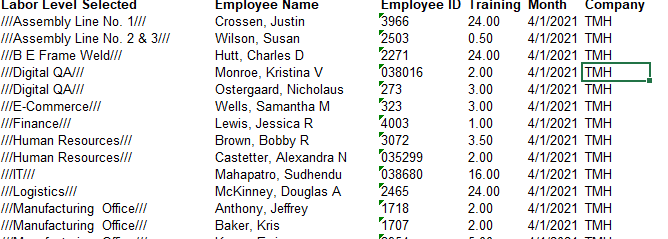 Labor Level Selected Employee Name Employee ID Training Month Company
///Assembly Line No. 1/// Crossen, Justin 3966 24.00 4/1/2021 TMH
///Assembly Line No. 2 & 3/// Wilson, Susan 2503 0.50 4/1/2021 TMH
///B E Frame Weld/// Hutt, Charles D 2271 24.00 4/1/2021 TMH
///Digital QA/// Monroe, Kristina V 038016 2.00 4/1/2021 TMH
///Digital QA/// Ostergaard, Nicholaus 273 3.00 4/1/2021 TMH
///E-Commerce/// Wells, Samantha M 323 3.00 4/1/2021 TMH
///Finance/// Lewis, Jessica R 4003 1.00 4/1/2021 TMH
///Human Resources/// Brown, Bobby R 3072 3.50 4/1/2021 TMH
///Human Resources/// Castetter, Alexandra N 035299 2.00 4/1/2021 TMH
///IT/// Mahapatro, Sudhendu 038680 16.00 4/1/2021 TMH
///Logistics/// McKinney, Douglas A 2465 24.00 4/1/2021 TMH
///Manufacturing Office/// Anthony, Jeffrey 1718 2.00 4/1/2021 TMH
///Manufacturing Office/// Baker, Kris 1707 2.00 4/1/2021 TMH